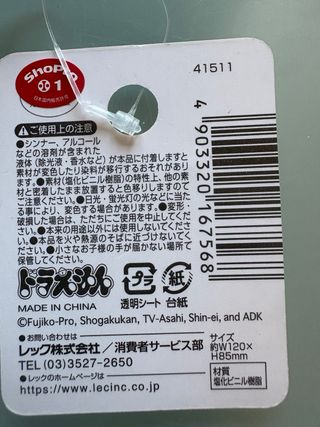 ShoPro
1
日本国内販売許可
41511
⚠ご使用上の注意
●シンナー、アルコール
などの溶剤が含まれた
液体(除光液・香水など)が本品に付着しますと
素材が変色したり染料が移行するおそれがあり
ます。●素材(塩化ビニル樹脂)の特性上、他の素
材と密着したまま放置すると色移りしますので
ご注意ください。●日光・蛍光灯の光などに当た
る事により、変色する場合があります。●変形・
破損した場合は、ただちにご使用を中止してくだ
さい。●本来の用途以外には使用しないでくださ
い。●本品を火や熱源のそばに近づけないでく
ださい。●小さなお子様の手が届かない場所で
保管してください。
ドラえもん
MADE IN CHINA
プラ
透明シート
紙
台紙
©Fujiko-Pro, Shogakukan, TV-Asahi, Shin-ei, and ADK
●お問い合わせは
レック株式会社/消費者サービス部
TEL (03)3527-2650
●レックのホームページは
https://www.lecinc.co.jp
サイズ
約W120×
H85mm
材質
塩化ビニル樹脂
4 903320 167568